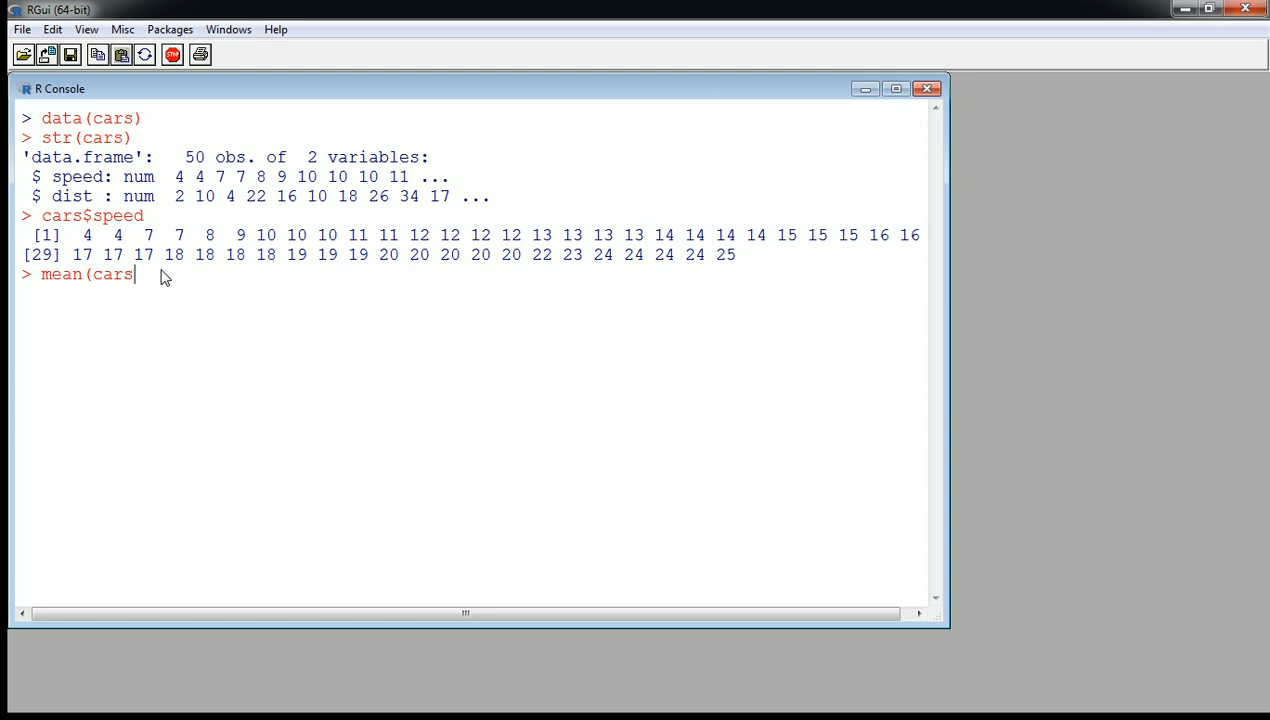 RGui (64-bit)
File Edit View Misc Packages Windows Help
STOP
R Console
> data(cars)
> str(cars)
'data.frame':   50 obs. of  2 variables:
 $ speed: num  4 4 7 7 8 9 10 10 10 11 ...
 $ dist : num  2 10 4 22 16 10 18 26 34 17 ...
> cars$speed
 [1]  4  4  7  7  8  9 10 10 10 11 11 12 12 12 12 13 13 13 13 14 14 14 14 15 15 15 16 16
[29] 17 17 17 18 18 18 18 19 19 19 20 20 20 20 20 22 23 24 24 24 24 25
> mean(cars